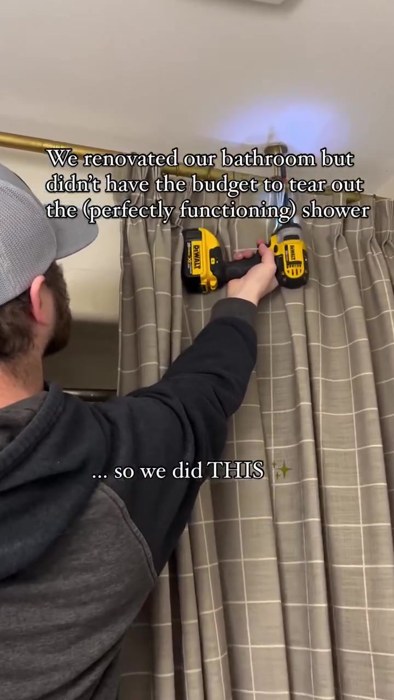 We renovated our bathroom but
didn't have the budget to tear out
the (perfectly functioning) shower
DEWALT
... so we did THIS ✨